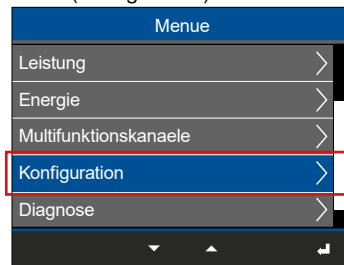 Menue
Leistung
Energie
Multifunktionskanaele
Konfiguration
Diagnose